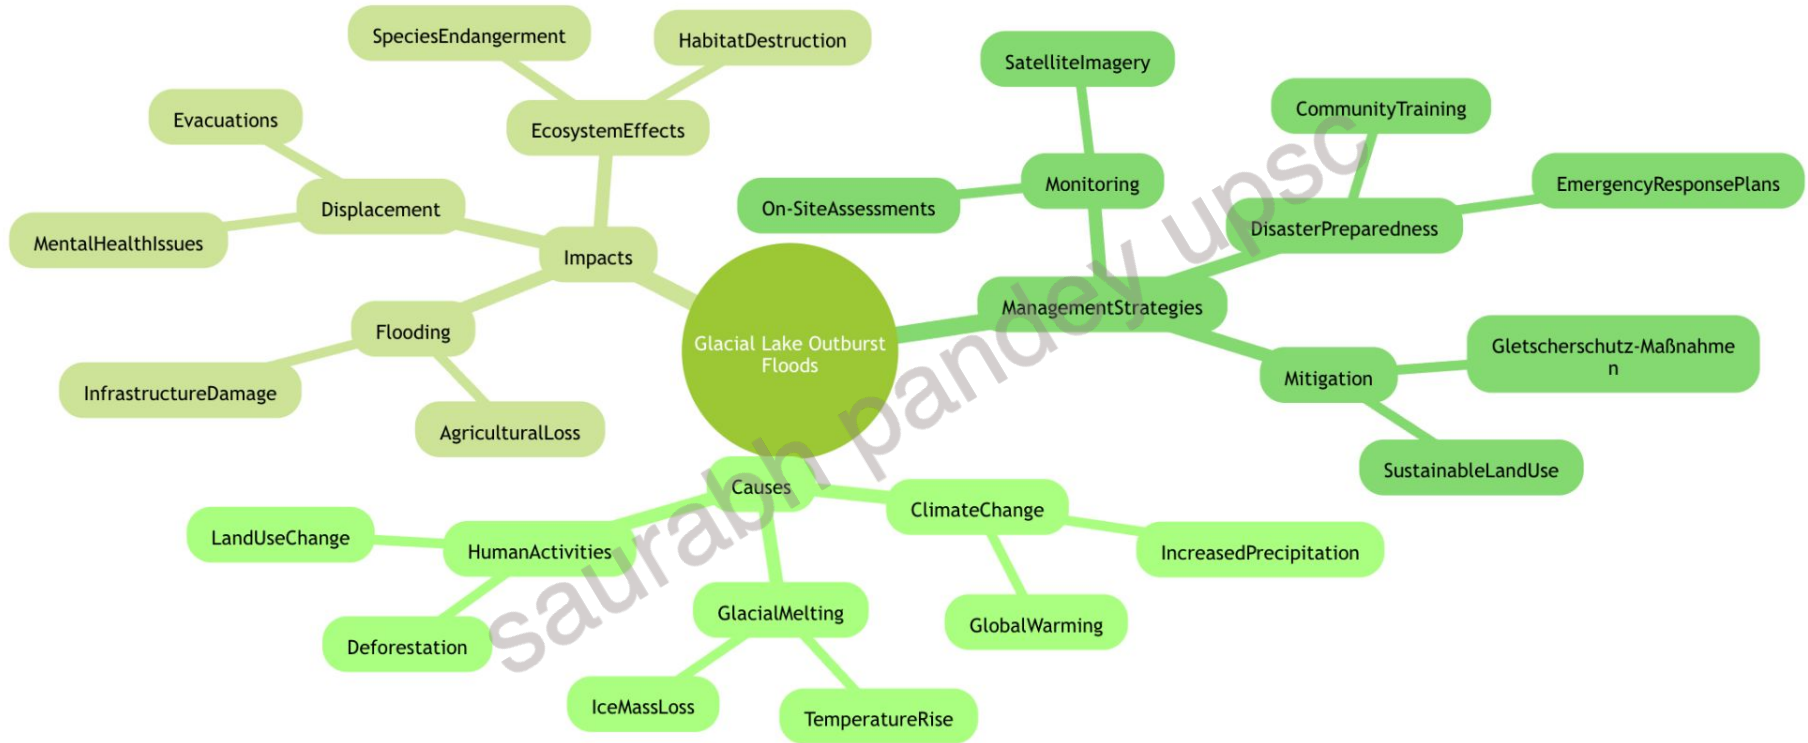 SpeciesEndangerment
HabitatDestruction
EcosystemEffects
Evacuations
Displacement
MentalHealthIssues
Impacts
Flooding
InfrastructureDamage
AgriculturalLoss
SatelliteImagery
CommunityTraining
Monitoring
On-SiteAssessments
EmergencyResponsePlans
DisasterPreparedness
ManagementStrategies
Glacial Lake Outburst
Floods
Gletscherschutz-Maßnahme
n
Mitigation
SustainableLandUse
Causes
ClimateChange
LandUseChange
HumanActivities
IncreasedPrecipitation
GlacialMelting
GlobalWarming
Deforestation
IceMassLoss
TemperatureRise
saurabh pandey upsc